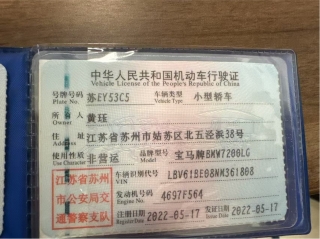 中华人民共和国机动车行驶证
Vehicle License of the People's Republic of China
号牌号码 苏EY53C5 车辆类型 小型轿车
Plate No. Vehicle Type
所有人 黄珏
Owner
住址 江苏省苏州市姑苏区北五泾浜38号
Address
使用性质 非营运 品牌型号 宝马牌BMW7200LG
Use Character Model
江苏省苏州 车辆识别代号 LBV61BE08NM361808
VIN
市公安局交 发动机号码 4697F564
Engine No.
通警察支队 注册日期 2022-05-17 发证日期 2022-05-17
Register Date Issue Date